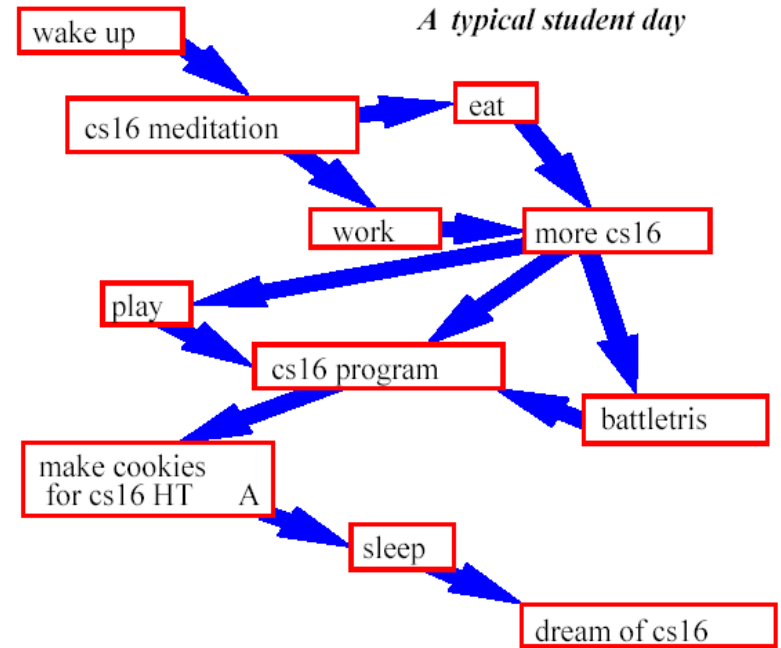 A typical student day
wake up
cs16 meditation
eat
work
more cs16
play
cs16 program
battletris
make cookies
for cs16 HT A
sleep
dream of cs16